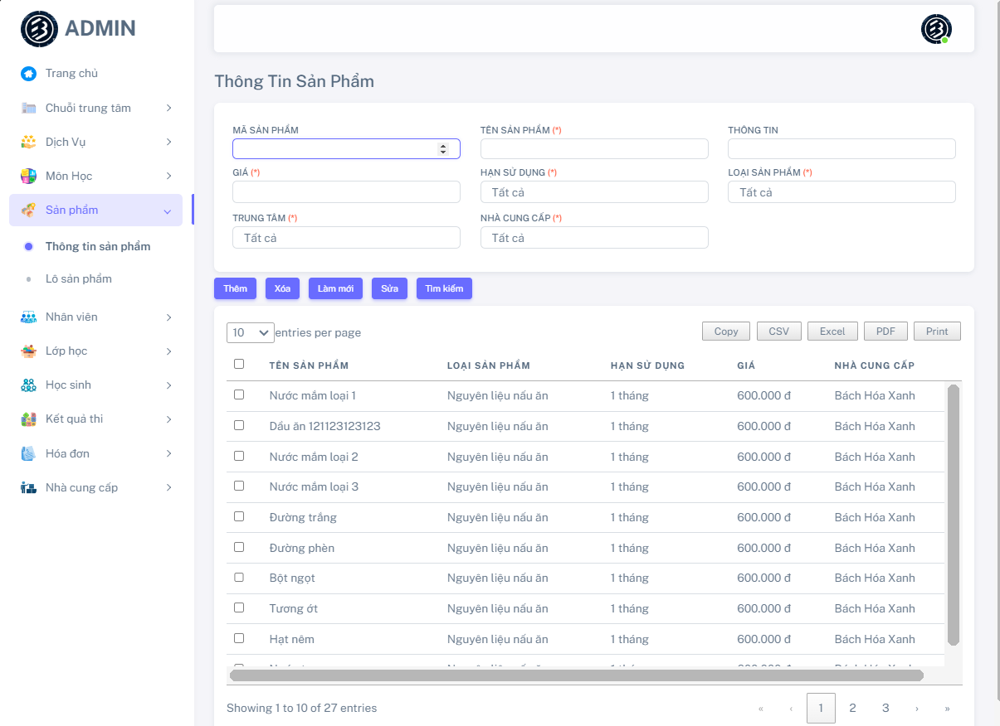 ADMIN
Trang chủ
Chuỗi trung tâm
Dịch Vụ
Môn Học
Sản phẩm
Thông tin sản phẩm
Lô sản phẩm
Nhân viên
Lớp học
Học sinh
Kết quả thi
Hóa đơn
Nhà cung cấp
Thông Tin Sản Phẩm
MÃ SẢN PHẨM TÊN SẢN PHẨM (*) THÔNG TIN
GIÁ (*) HẠN SỬ DỤNG (*) LOẠI SẢN PHẨM (*)
Tất cả Tất cả
TRUNG TÂM (*) NHÀ CUNG CẤP (*)
Tất cả Tất cả
Thêm Xóa Làm mới Sửa Tìm kiếm
10 entries per page Copy CSV Excel PDF Print
TÊN SẢN PHẨM LOẠI SẢN PHẨM HẠN SỬ DỤNG GIÁ NHÀ CUNG CẤP
Nước mắm loại 1 Nguyên liệu nấu ăn 1 tháng 600.000 đ Bách Hóa Xanh
Dầu ăn 121123123123 Nguyên liệu nấu ăn 1 tháng 600.000 đ Bách Hóa Xanh
Nước mắm loại 2 Nguyên liệu nấu ăn 1 tháng 600.000 đ Bách Hóa Xanh
Nước mắm loại 3 Nguyên liệu nấu ăn 1 tháng 600.000 đ Bách Hóa Xanh
Đường trắng Nguyên liệu nấu ăn 1 tháng 600.000 đ Bách Hóa Xanh
Đường phèn Nguyên liệu nấu ăn 1 tháng 600.000 đ Bách Hóa Xanh
Bột ngọt Nguyên liệu nấu ăn 1 tháng 600.000 đ Bách Hóa Xanh
Tương ớt Nguyên liệu nấu ăn 1 tháng 600.000 đ Bách Hóa Xanh
Hạt nêm Nguyên liệu nấu ăn 1 tháng 600.000 đ Bách Hóa Xanh
Showing 1 to 10 of 27 entries « ‹ 1 2 3 › »